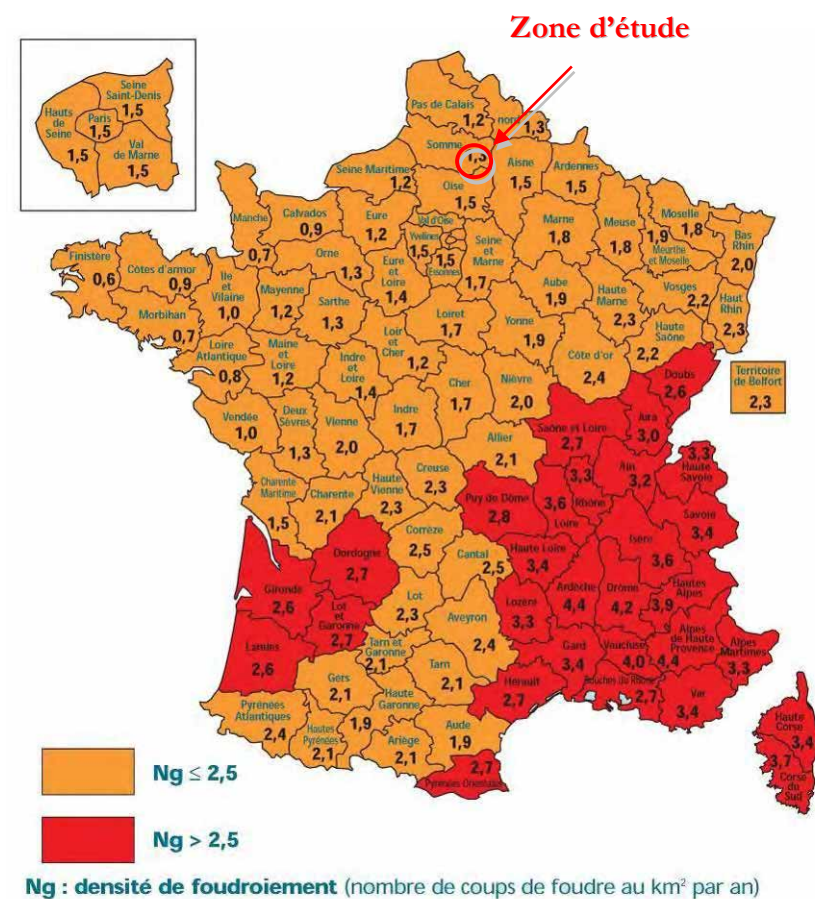 Zone d'étude
Seine
Saint-Denis
1,5
Hauts
de
Seine
1,5
Paris
1,5
Val
de Marne
1,5
Pas de Calais
1,2
nord
1,3
Somme
1,3
Seine Maritime
1,2
Oise
1,5
Aisne
1,5
Ardennes
1,5
Manche
0,7
Calvados
0,9
Eure
1,2
Val d'Oise
Yvelines
1,5
1,5
Essonnes
Seine
et
Marne
1,7
Marne
1,8
Meuse
1,8
Moselle
1,8
1,9
Meurthe
et Moselle
Bas
Rhin
2,0
Finistère
0,6
Côtes d'armor
0,9
Morbihan
0,7
Ile
et
Vilaine
1,0
Orne
1,3
Mayenne
1,2
Sarthe
1,3
Eure
et
Loire
1,4
Loiret
1,7
Yonne
1,9
Aube
1,9
Haute
Marne
2,3
Vosges
2,2
Haut
Rhin
2,3
Haute
Saône
2,2
Loire
Atlantique
0,8
Maine
et
Loire
1,2
Indre
et
Loire
1,4
Loir
et
Cher
1,2
Cher
1,7
Nièvre
2,0
Côte d'or
2,4
Doubs
2,6
Territoire
de Belfort
2,3
Vendée
1,0
Deux
Sèvres
1,3
Vienne
2,0
Indre
1,7
Allier
2,1
Saône et Loire
2,7
Jura
3,0
Charente
Maritime
1,5
Charente
2,1
Haute
Vienne
2,3
Creuse
2,3
Puy de Dôme
2,8
3,6
Loire
3,3
Rhône
Ain
3,2
3,3
Haute
Savoie
Savoie
3,4
Gironde
2,6
Dordogne
2,7
Corrèze
2,5
Cantal
2,5
Haute Loire
3,4
Isère
3,6
Landes
2,6
Lot
et
Garonne
2,7
Lot
2,3
Aveyron
2,4
Lozère
3,3
Ardèche
4,4
Drôme
4,2
Hautes
Alpes
3,9
Tarn et
Garonne
2,1
Tarn
2,1
Gard
3,4
Vaucluse
4,0
Alpes
de Haute
Provence
4,4
Alpes
Martimes
3,3
Gers
2,1
Haute
Garonne
1,9
Hérault
2,7
Bouches du Rhône
2,7
Var
3,4
Pyrénées
Atlantiques
2,4
Hautes
Pyrénées
2,1
Ariège
2,1
Aude
1,9
2,7
Pyrénées Orientales
Haute
Corse
3,4
3,7
Corse
du
Sud
Ng ≤ 2,5
Ng > 2,5
Ng : densité de foudroiement (nombre de coups de foudre au km² par an)